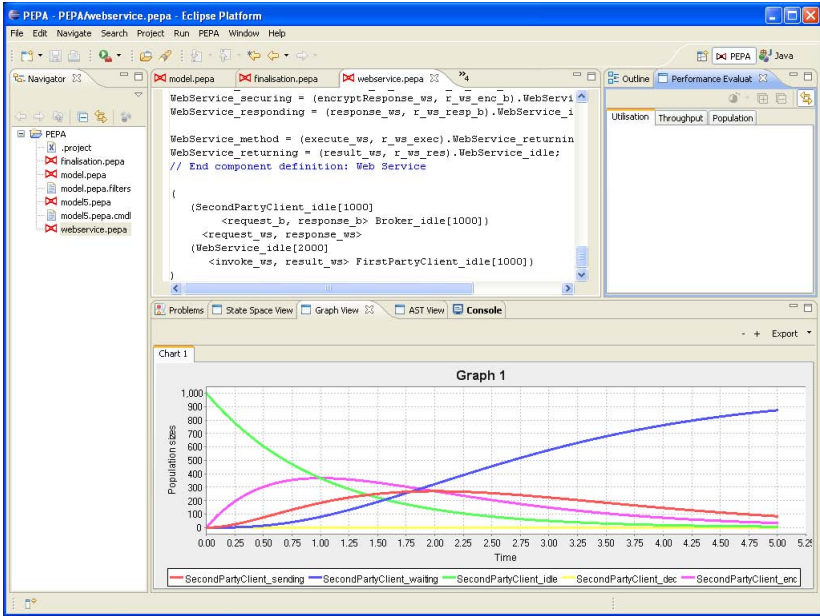 PEPA - PEPA/webservice.pepa - Eclipse Platform
File Edit Navigate Search Project Run PEPA Window Help
PEPA Java
Navigator
PEPA
.project
finalisation.pepa
model.pepa
model.pepa.filters
model5.pepa
model5.pepa.cmdl
webservice.pepa
model.pepa finalisation.pepa webservice.pepa »4
WebService_securing = (encryptResponse_ws, r_ws_enc_b).WebServi
WebService_responding = (response_ws, r_ws_resp_b).WebService_i
WebService_method = (execute_ws, r_ws_exec).WebService_returnin
WebService_returning = (result_ws, r_ws_res).WebService_idle;
// End component definition: Web Service
(
(SecondPartyClient_idle[1000]
<request_b, response_b> Broker_idle[1000])
<request_ws, response_ws>
(WebService_idle[2000]
<invoke_ws, result_ws> FirstPartyClient_idle[1000])
)
Outline Performance Evaluat
Utilisation Throughput Population
Problems State Space View Graph View AST View Console
- + Export
Chart 1
Graph 1
Population sizes
1,000
900
800
700
600
500
400
300
200
100
0
0.00 0.25 0.50 0.75 1.00 1.25 1.50 1.75 2.00 2.25 2.50 2.75 3.00 3.25 3.50 3.75 4.00 4.25 4.50 4.75 5.00 5.25
Time
SecondPartyClient_sending SecondPartyClient_waiting SecondPartyClient_idle SecondPartyClient_dec SecondPartyClient_enc